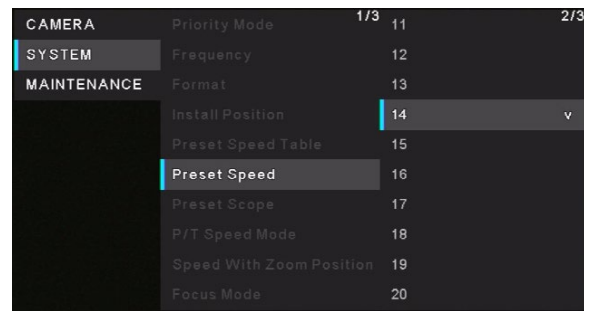 CAMERA
SYSTEM
MAINTENANCE
1/3
Priority Mode
Frequency
Format
Install Position
Preset Speed Table
Preset Speed
Preset Scope
P/T Speed Mode
Speed With Zoom Position
Focus Mode
2/3
11
12
13
14 v
15
16
17
18
19
20